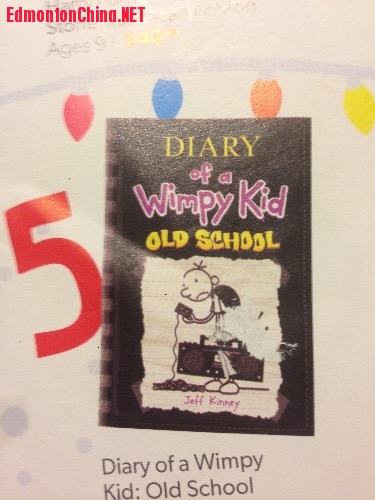 EdmontonChina.NET
Ages 9+
5
DIARY
of a
Wimpy Kid
OLD SCHOOL
Jeff Kinney
Diary of a Wimpy
Kid: Old School